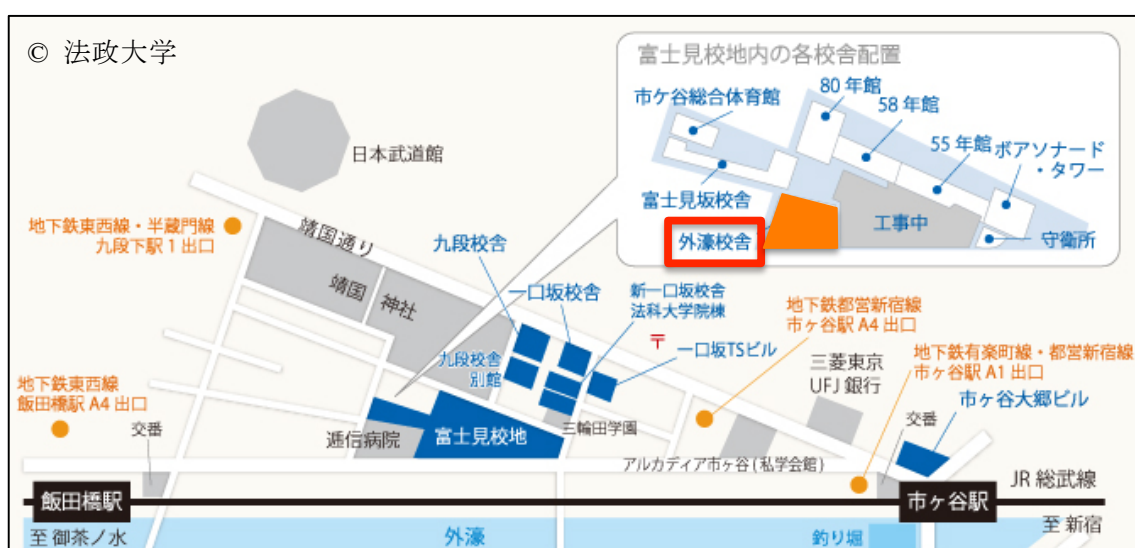 © 法政大学
富士見校地内の各校舎配置
市ケ谷総合体育館
80 年館
58 年館
55 年館
ボアソナード
・タワー
富士見坂校舎
外濠校舎
工事中
守衛所
日本武道館
地下鉄東西線・半蔵門線
九段下駅 1 出口
靖国通り
九段校舎
靖国
神社
一口坂校舎
新一口坂校舎
法科大学院棟
〒
一口坂TSビル
地下鉄都営新宿線
市ヶ谷駅 A4 出口
三菱東京
UFJ 銀行
地下鉄有楽町線・都営新宿線
市ヶ谷駅 A1 出口
市ヶ谷大郷ビル
九段校舎
別館
地下鉄東西線
飯田橋駅 A4 出口
交番
逓信病院
富士見校地
三輪田学園
交番
アルカディア市ヶ谷(私学会館)
JR 総武線
飯田橋駅
市ヶ谷駅
至 御茶ノ水
外濠
釣り堀
至 新宿